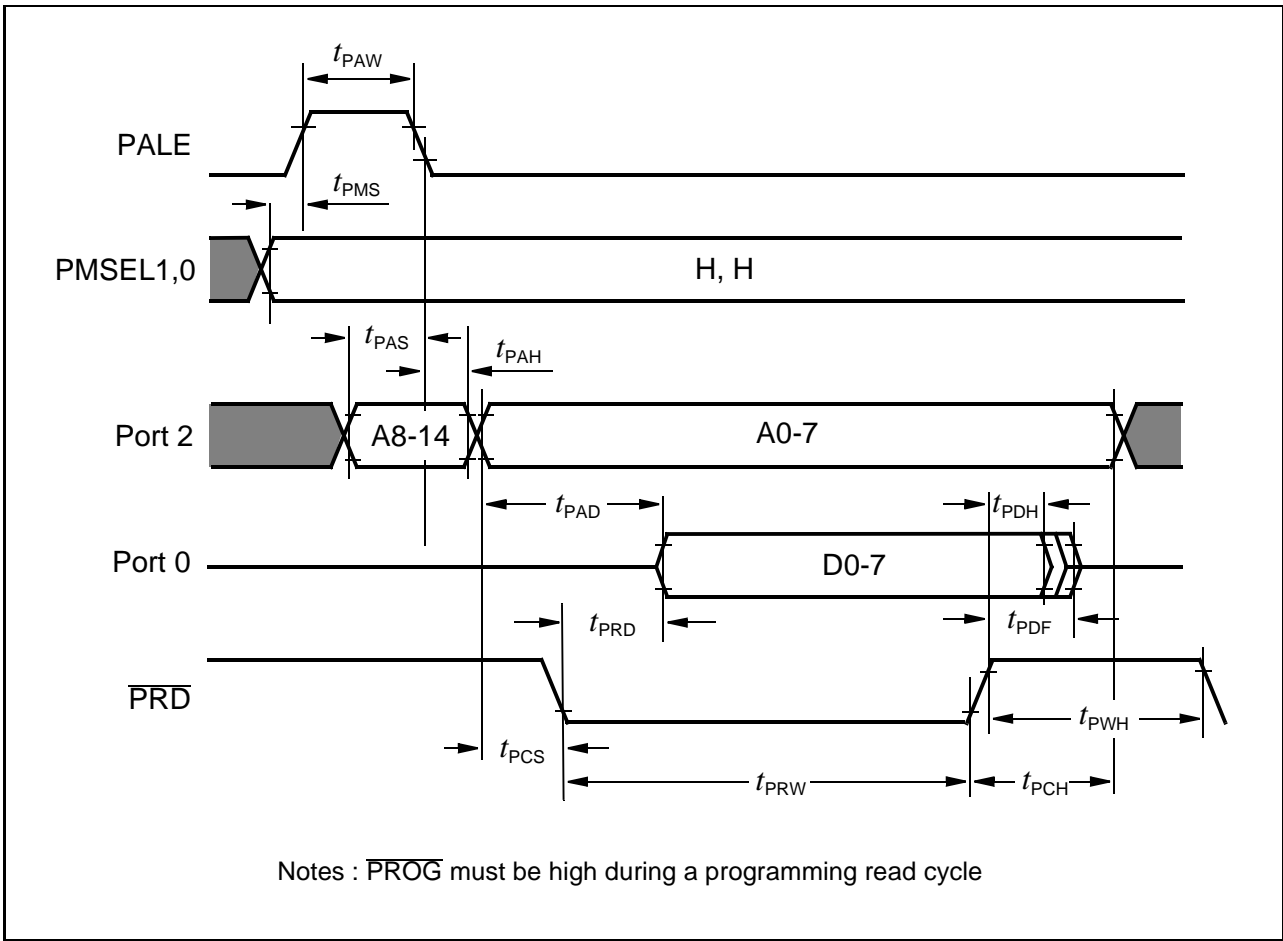 tPAW
PALE
tPMS
PMSEL1,0
H, H
tPAS
tPAH
Port 2
A8-14
A0-7
tPAD
tPDH
Port 0
D0-7
tPRD
tPDF
PRD
tPWH
tPCS
tPRW
tPCH
Notes : PROG must be high during a programming read cycle